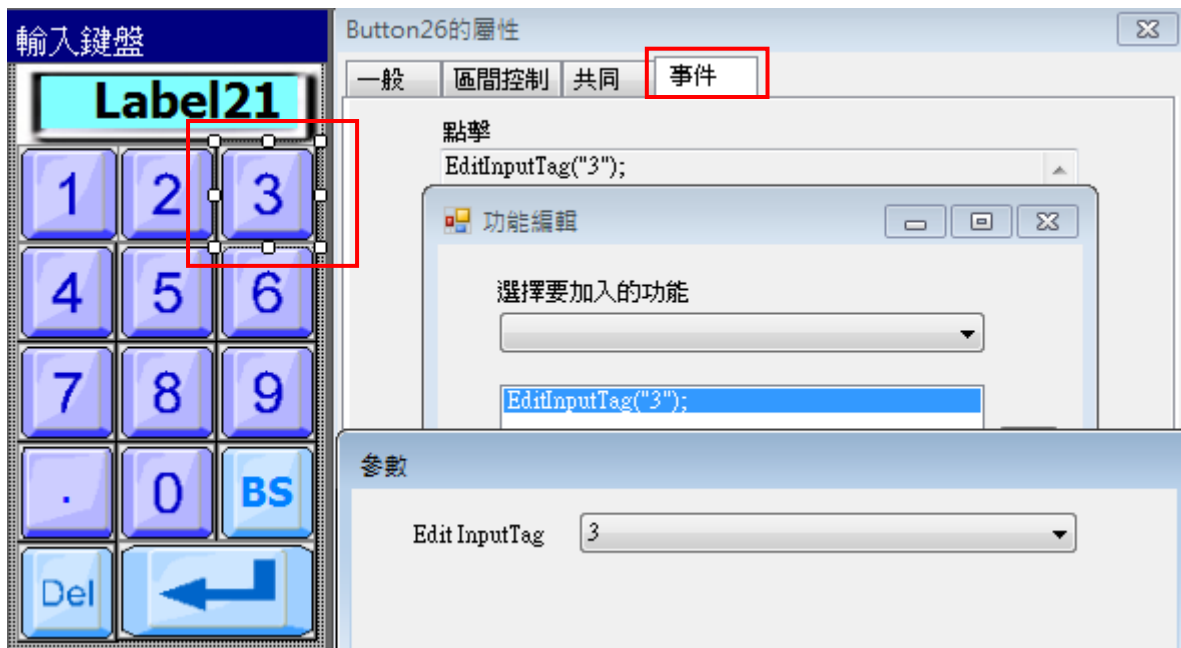 輸入鍵盤
Label21
1 2 3
4 5 6
7 8 9
. 0 BS
Del
Button26的屬性
一般 區間控制 共同 事件
點擊
EditInputTag("3");
功能編輯
選擇要加入的功能
EditInputTag("3");
參數
Edit InputTag 3